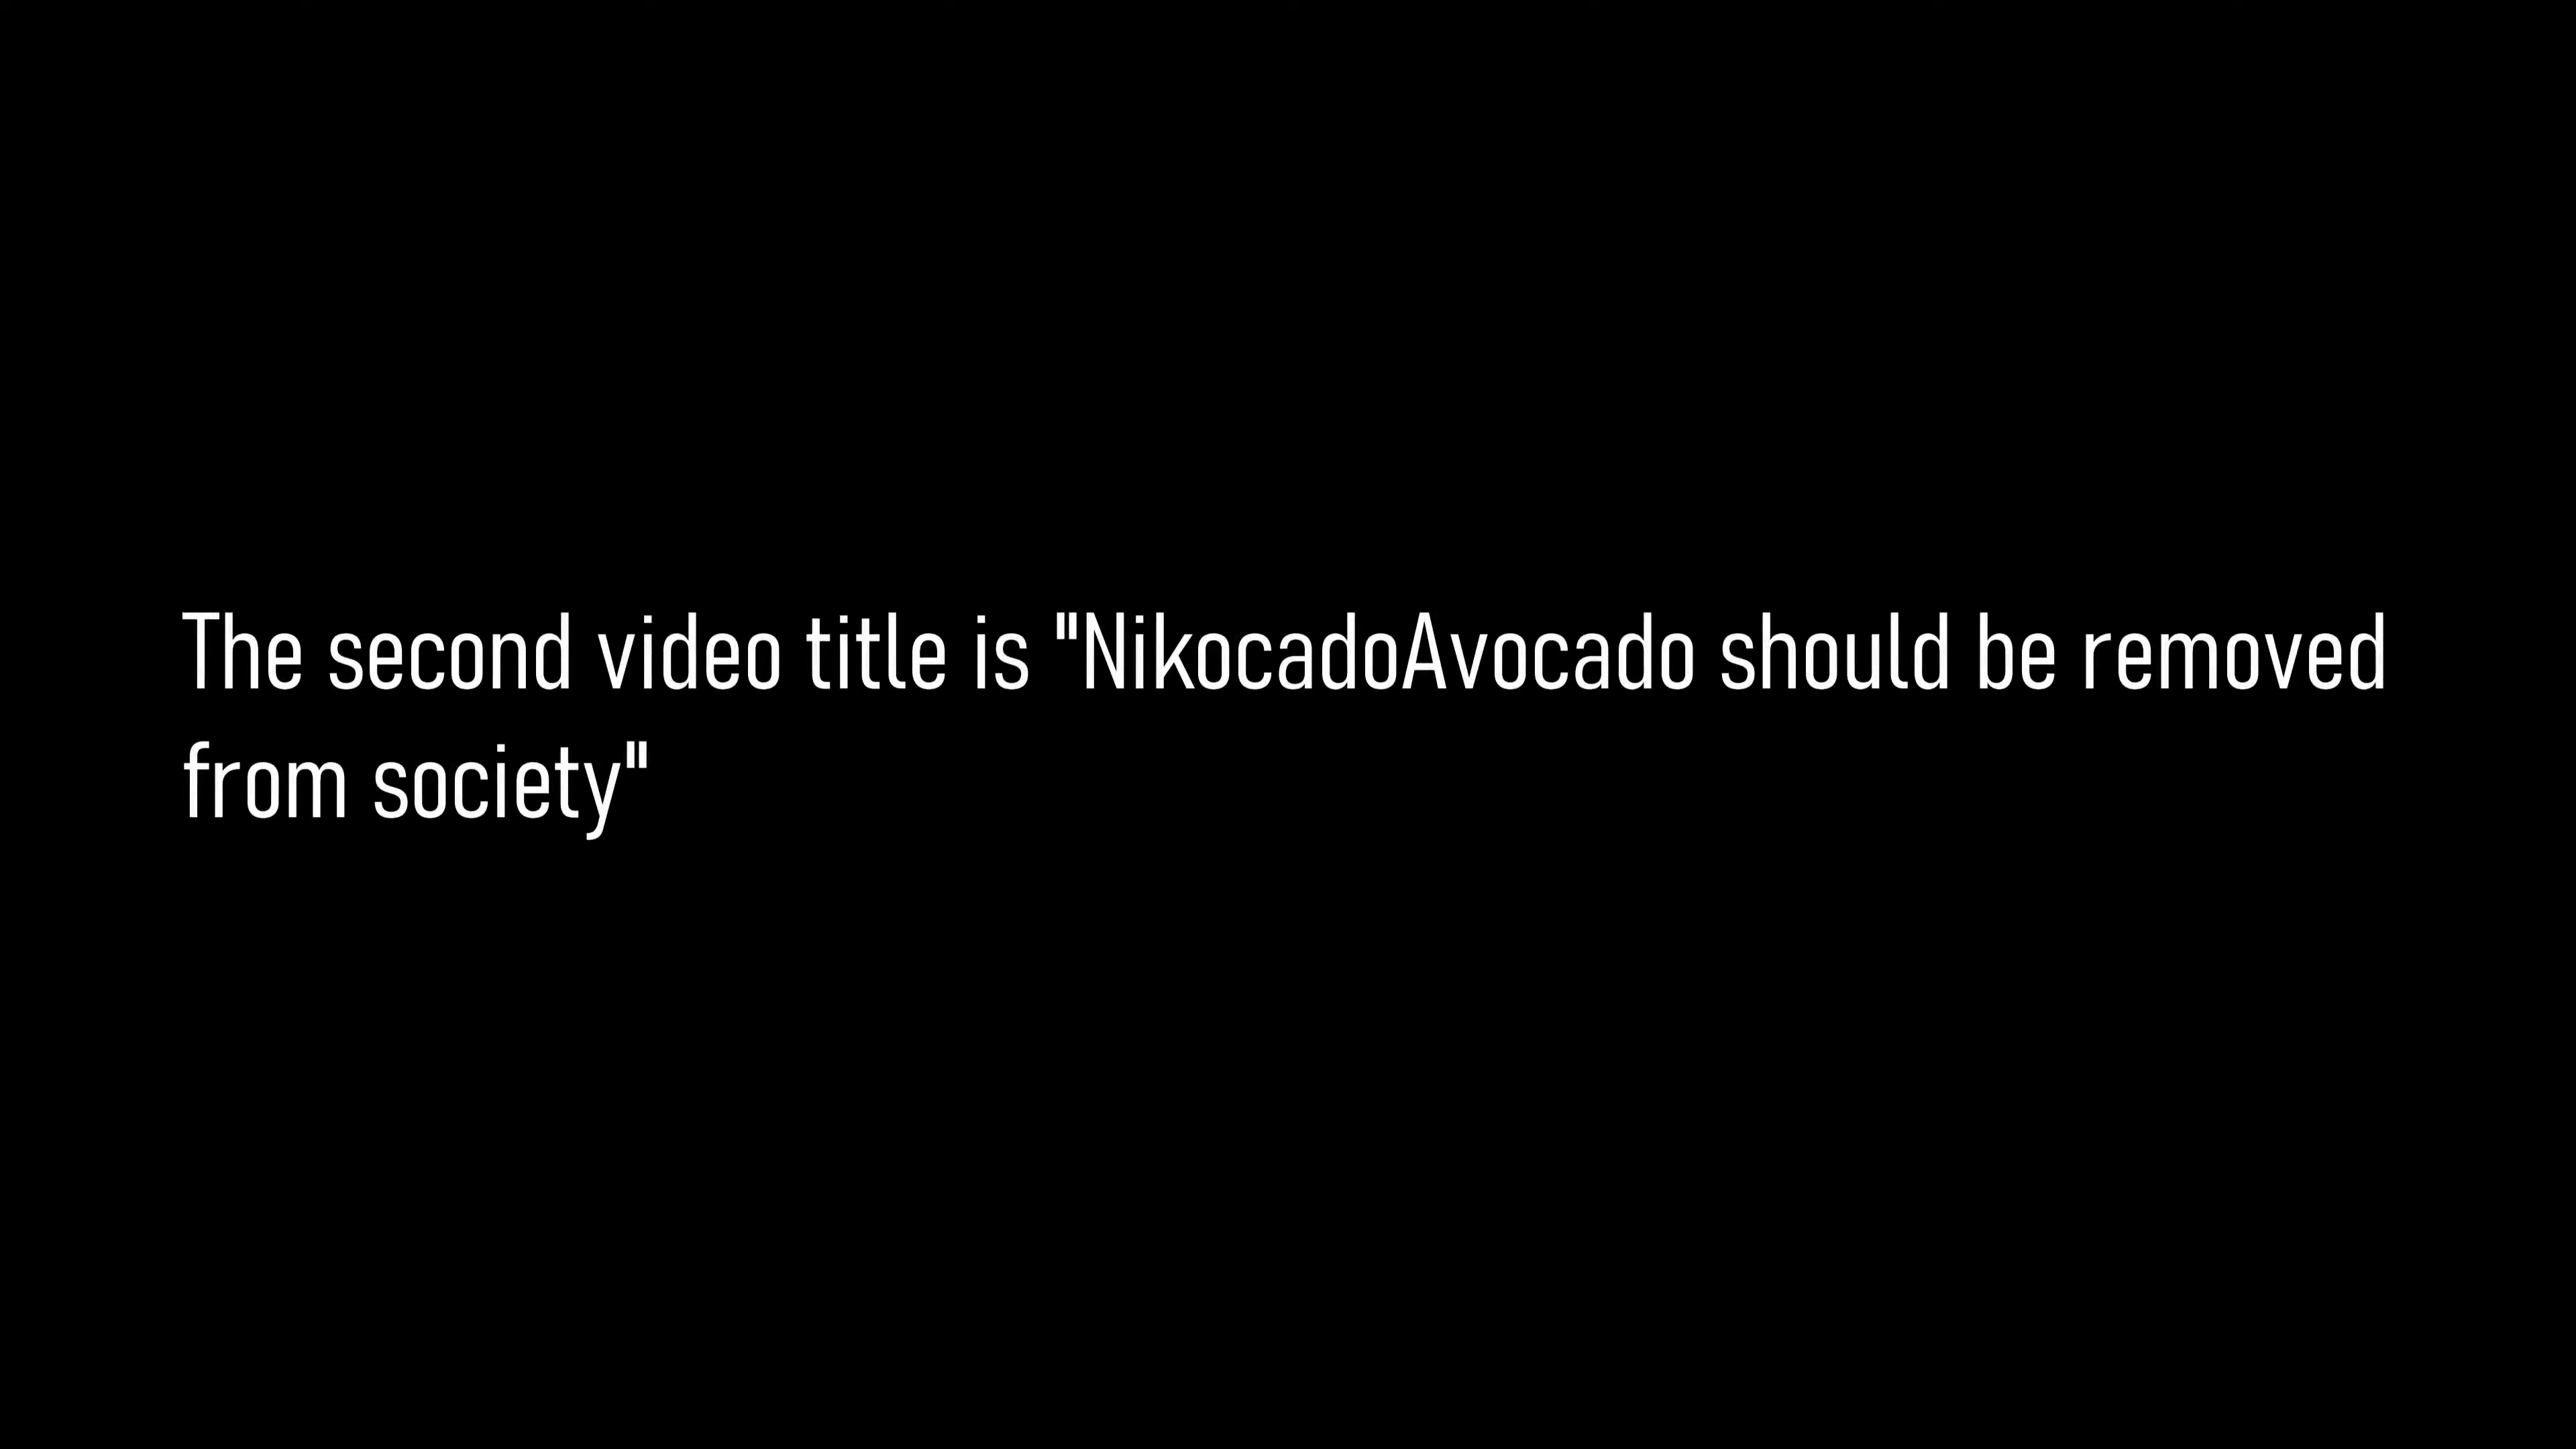 The second video title is "NikocadoAvocado should be removed
from society"